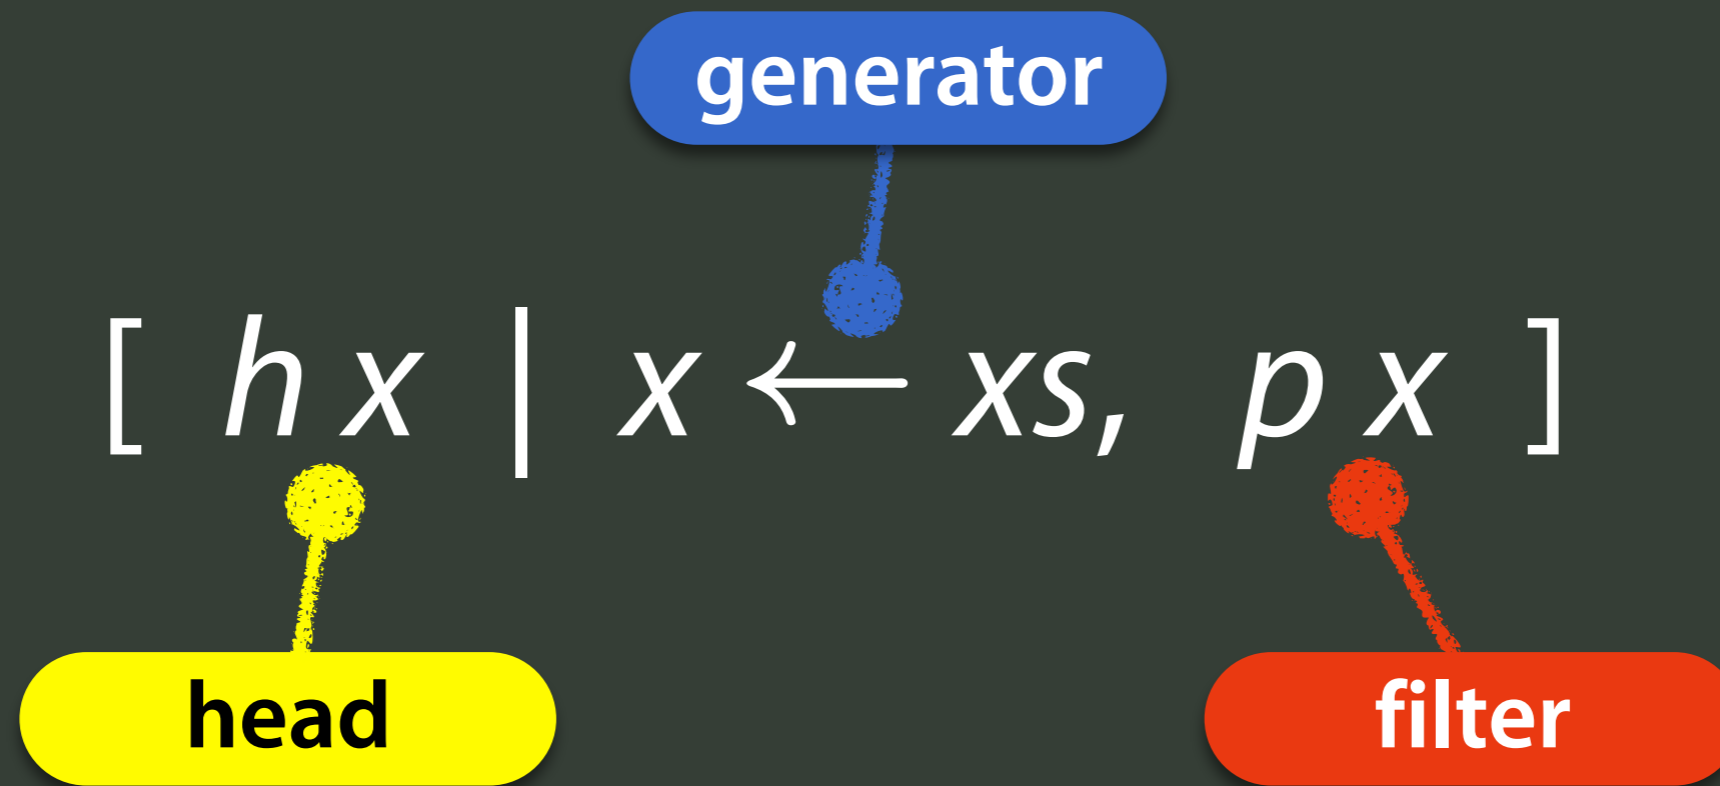 generator
[ h x | x ← xs, p x ]
head
filter